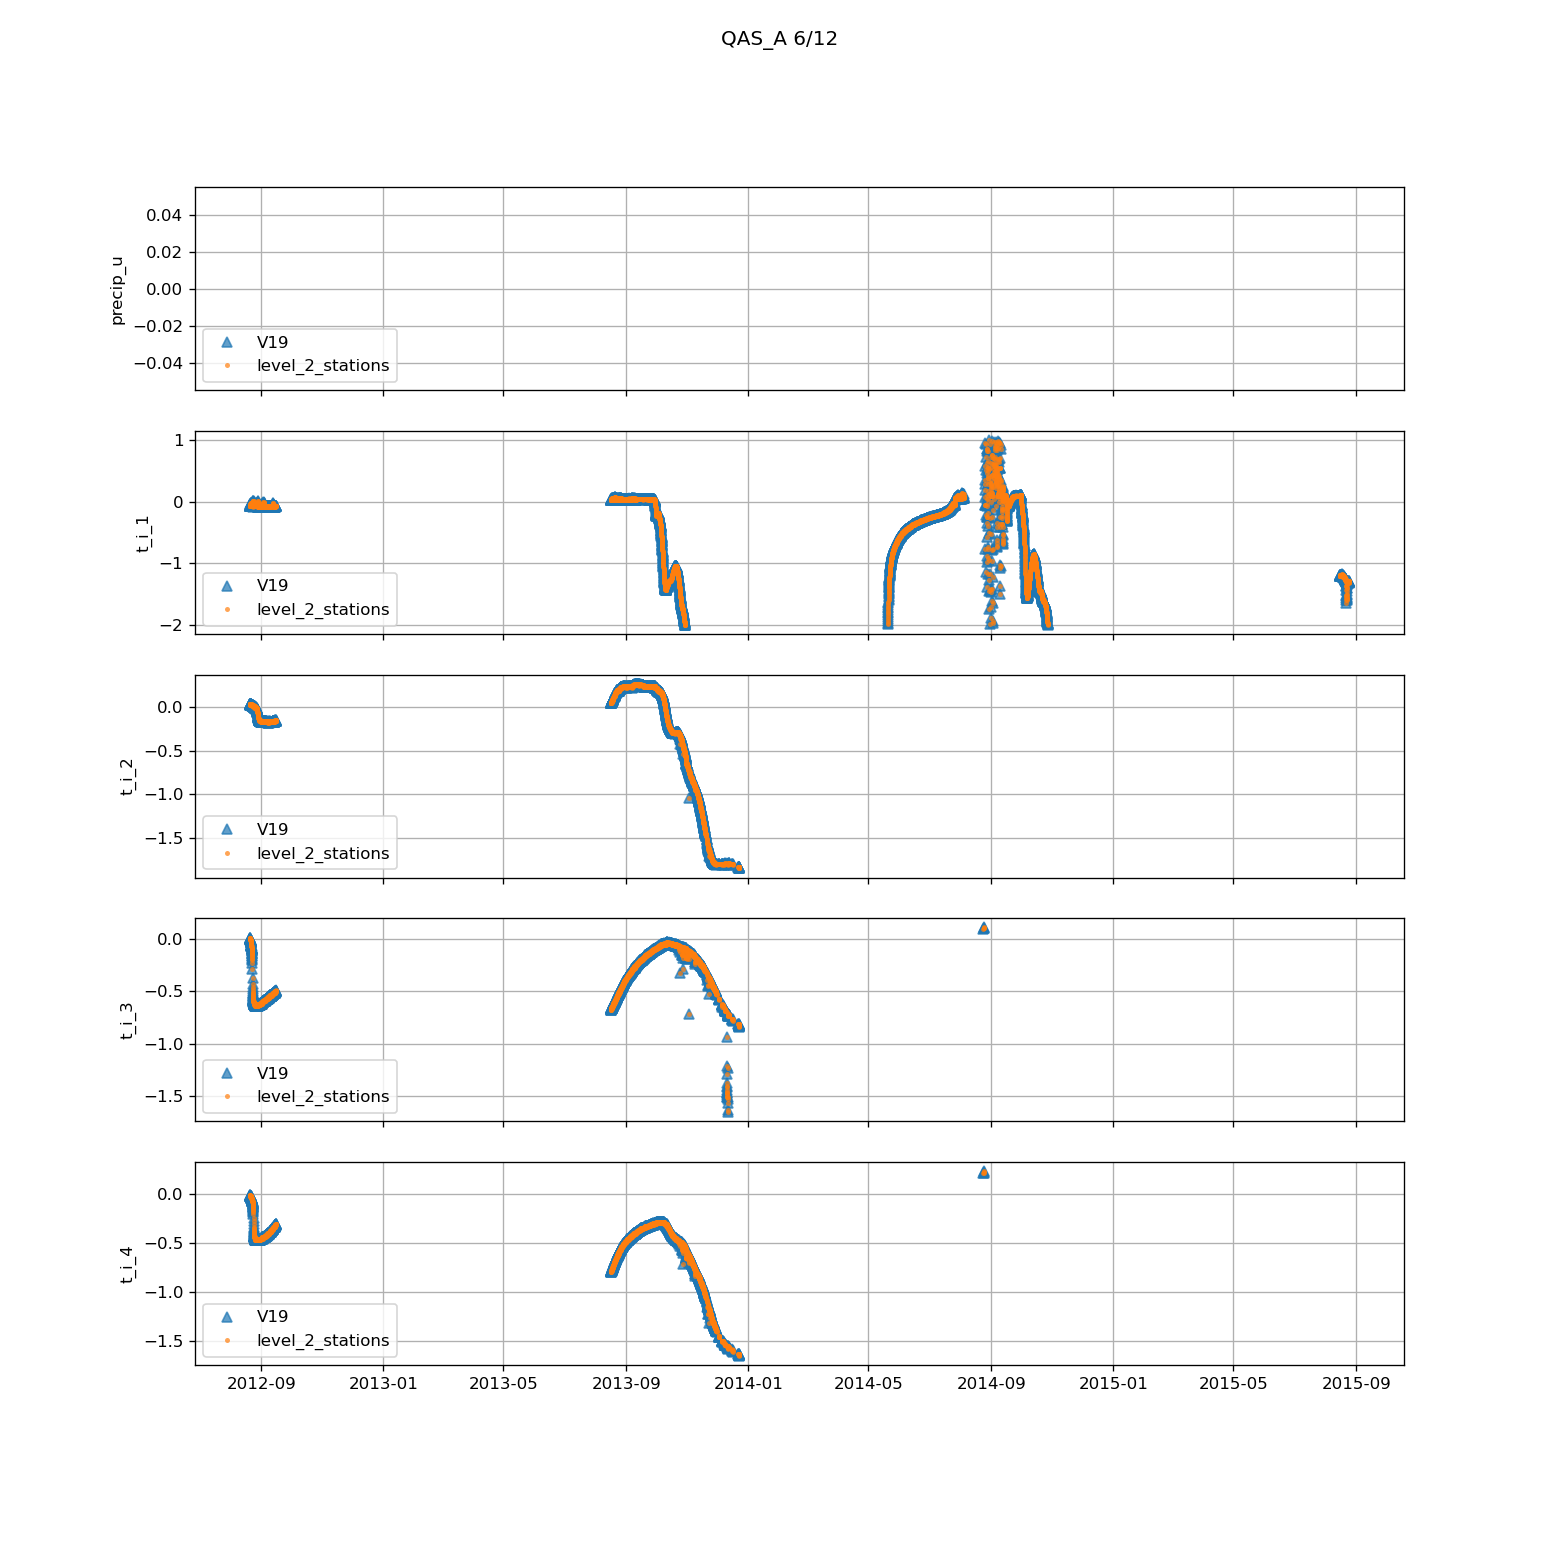 QAS_A 6/12
precip_u
0.04
0.02
0.00
−0.02
−0.04
V19
level_2_stations
t_i_1
1
0
−1
−2
V19
level_2_stations
t_i_2
0.0
−0.5
−1.0
−1.5
V19
level_2_stations
t_i_3
0.0
−0.5
−1.0
−1.5
V19
level_2_stations
t_i_4
0.0
−0.5
−1.0
−1.5
V19
level_2_stations
2012-09 2013-01 2013-05 2013-09 2014-01 2014-05 2014-09 2015-01 2015-05 2015-09